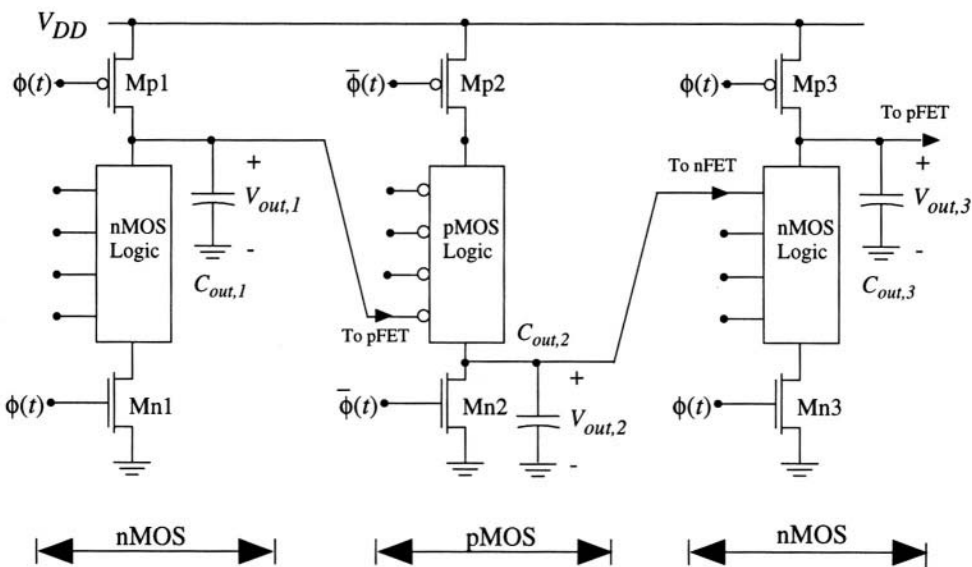 V_DD
ϕ(t)
Mp1
ϕ̅(t)
Mp2
ϕ(t)
Mp3
To pFET
+
V_out,1
-
C_out,1
nMOS
Logic
pMOS
Logic
To nFET
nMOS
Logic
+
V_out,3
-
C_out,3
To pFET
C_out,2
ϕ(t)
Mn1
ϕ̅(t)
Mn2
+
V_out,2
-
ϕ(t)
Mn3
nMOS
pMOS
nMOS